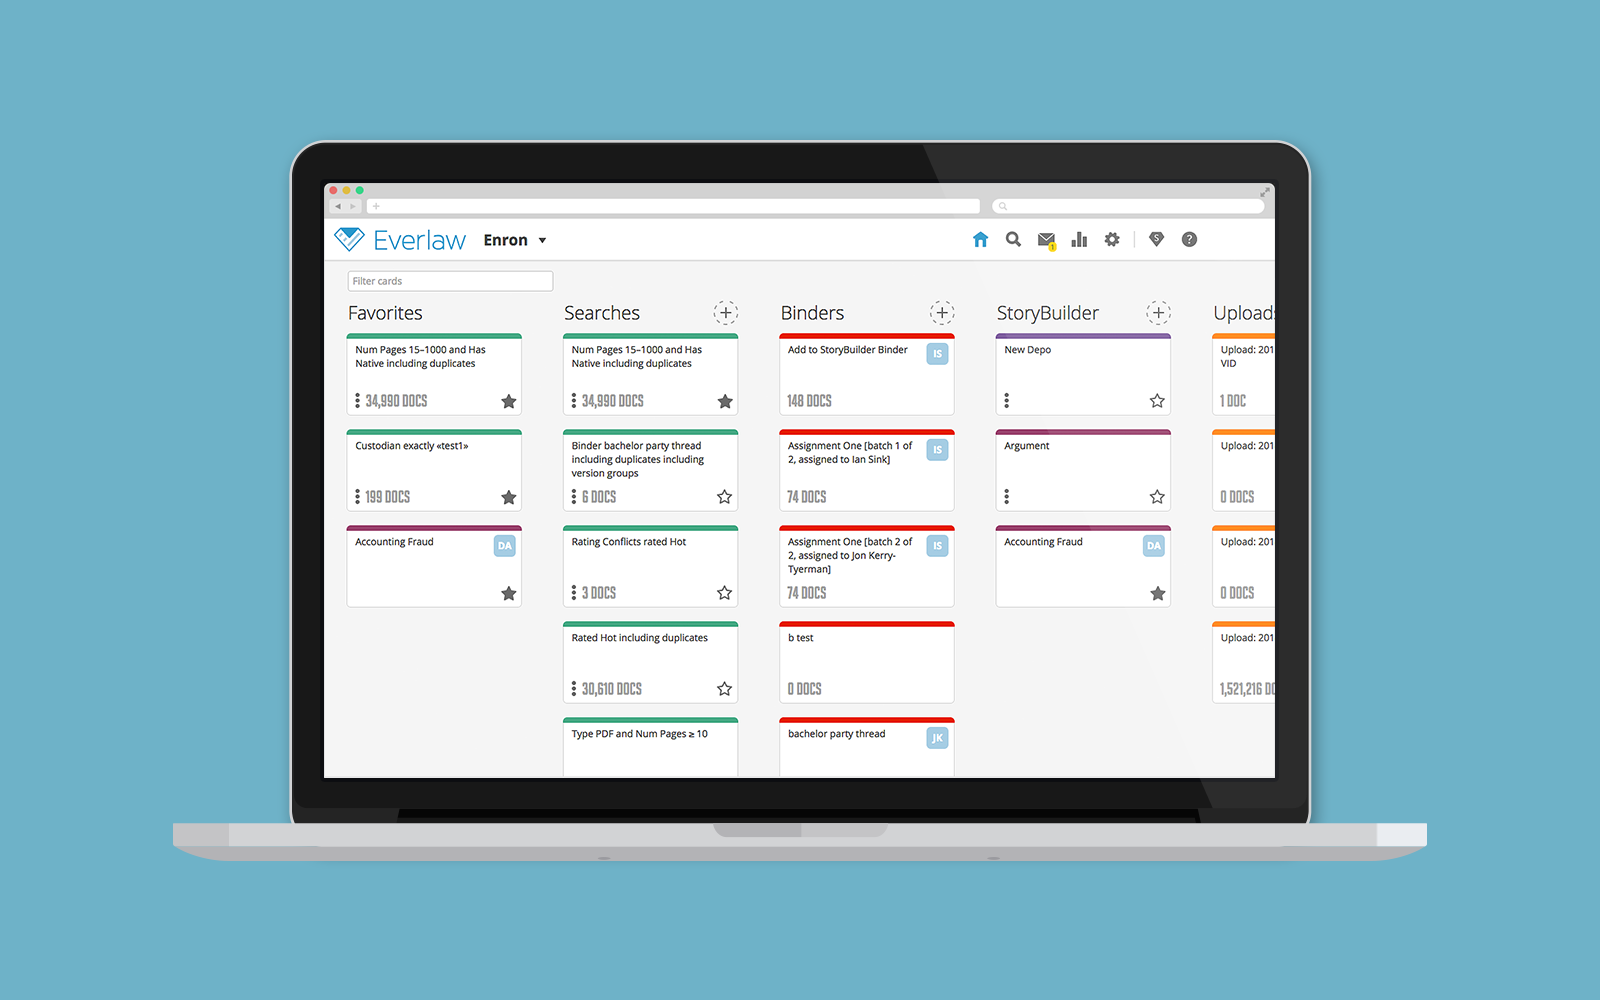 Everlaw
Enron
1
S
?
Filter cards
Favorites
Num Pages 15–1000 and Has
Native including duplicates
34,990 DOCS
Custodian exactly «test1»
199 DOCS
Accounting Fraud
DA
Searches
Num Pages 15–1000 and Has
Native including duplicates
34,990 DOCS
Binder bachelor party thread
including duplicates including
version groups
6 DOCS
Rating Conflicts rated Hot
3 DOCS
Rated Hot including duplicates
30,610 DOCS
Type PDF and Num Pages ≥ 10
Binders
Add to StoryBuilder Binder
IS
148 DOCS
Assignment One [batch 1 of
2, assigned to Ian Sink]
IS
74 DOCS
Assignment One [batch 2 of
2, assigned to Jon Kerry-
Tyerman]
IS
74 DOCS
b test
0 DOCS
bachelor party thread
JK
StoryBuilder
New Depo
Argument
Accounting Fraud
DA
Uploads
Upload: 201
VID
1 DOC
Upload: 201
0 DOCS
Upload: 201
0 DOCS
Upload: 201
1,521,216 DO